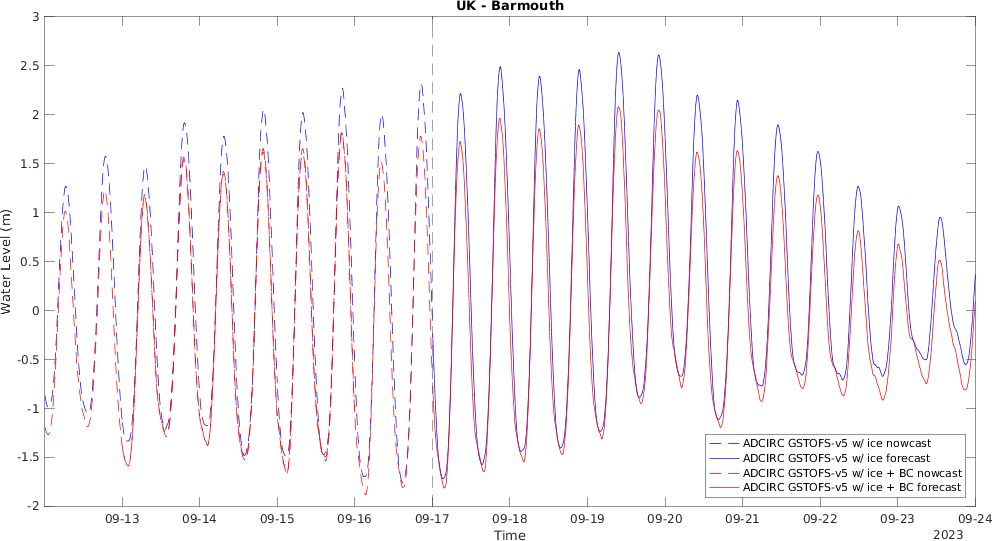 UK - Barmouth
3
2.5
2
1.5
1
0.5
0
-0.5
-1
-1.5
-2
Water Level (m)
ADCIRC GSTOFS-v5 w/ ice nowcast
ADCIRC GSTOFS-v5 w/ ice forecast
ADCIRC GSTOFS-v5 w/ ice + BC nowcast
ADCIRC GSTOFS-v5 w/ ice + BC forecast
09-13 09-14 09-15 09-16 09-17 09-18 09-19 09-20 09-21 09-22 09-23 09-24
Time
2023